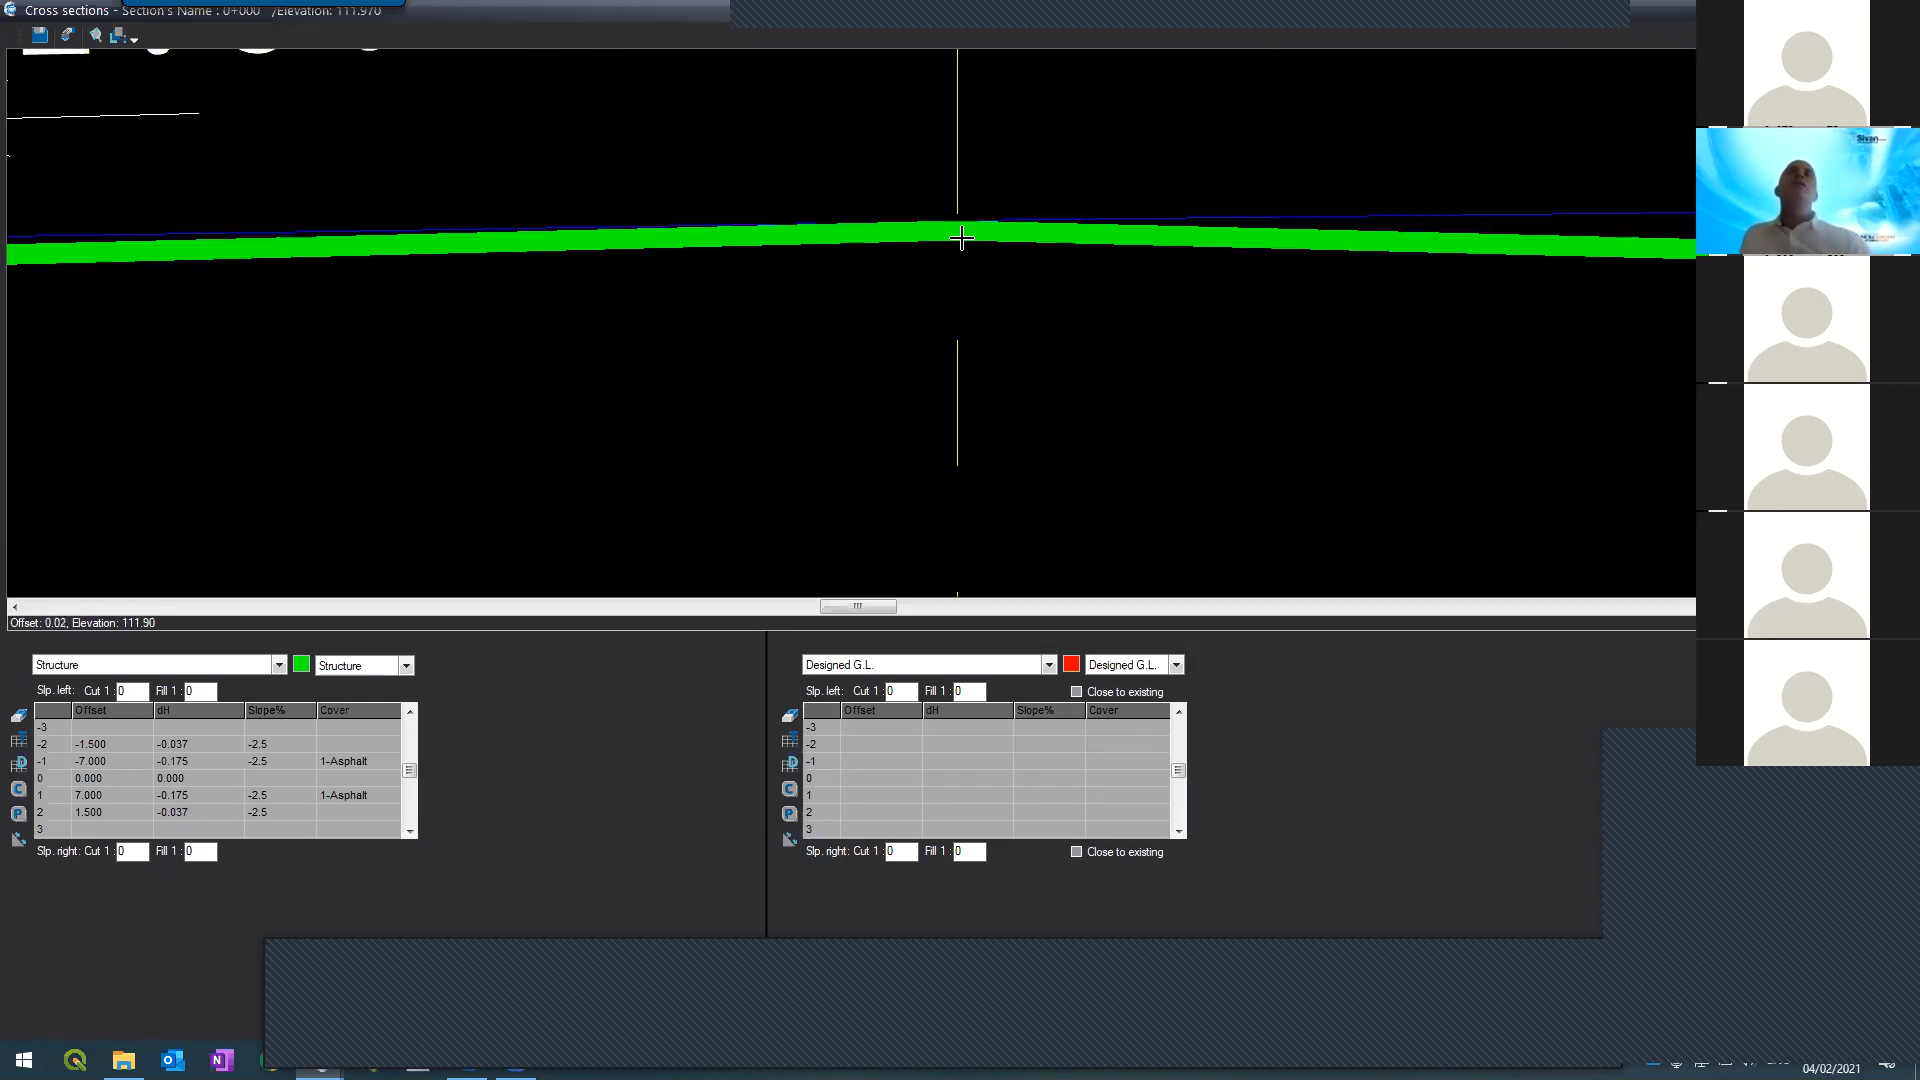 Cross sections - Section's Name : 0+000 /Elevation: 111.970
Sivan
Offset: 0.02, Elevation: 111.90
Structure
Structure
Slp. left: Cut 1 : 0 Fill 1 : 0
Offset dH Slope% Cover
-3
-2 -1.500 -0.037 -2.5
-1 -7.000 -0.175 -2.5 1-Asphalt
0 0.000 0.000
1 7.000 -0.175 -2.5 1-Asphalt
2 1.500 -0.037 -2.5
3
Slp. right: Cut 1 : 0 Fill 1 : 0
Designed G.L.
Designed G.L.
Slp. left: Cut 1 : 0 Fill 1 : 0 Close to existing
Offset dH Slope% Cover
-3
-2
-1
0
1
2
3
Slp. right: Cut 1 : 0 Fill 1 : 0 Close to existing
04/02/2021